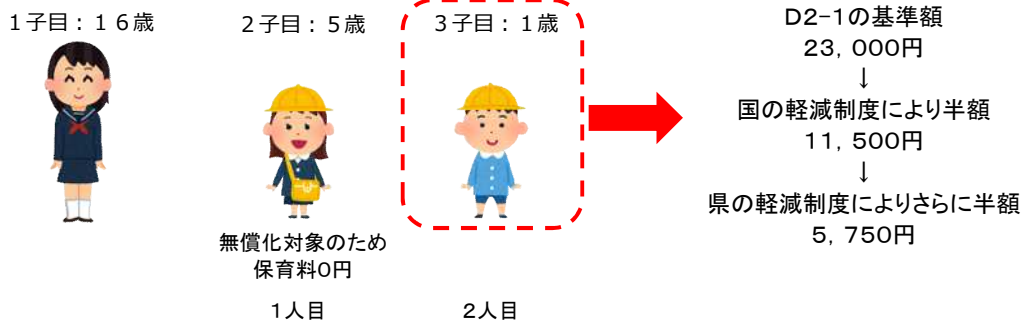 1子目：16歳
2子目：5歳
3子目：1歳
無償化対象のため
保育料0円
1人目
2人目
D2-1の基準額
23,000円
↓
国の軽減制度により半額
11,500円
↓
県の軽減制度によりさらに半額
5,750円